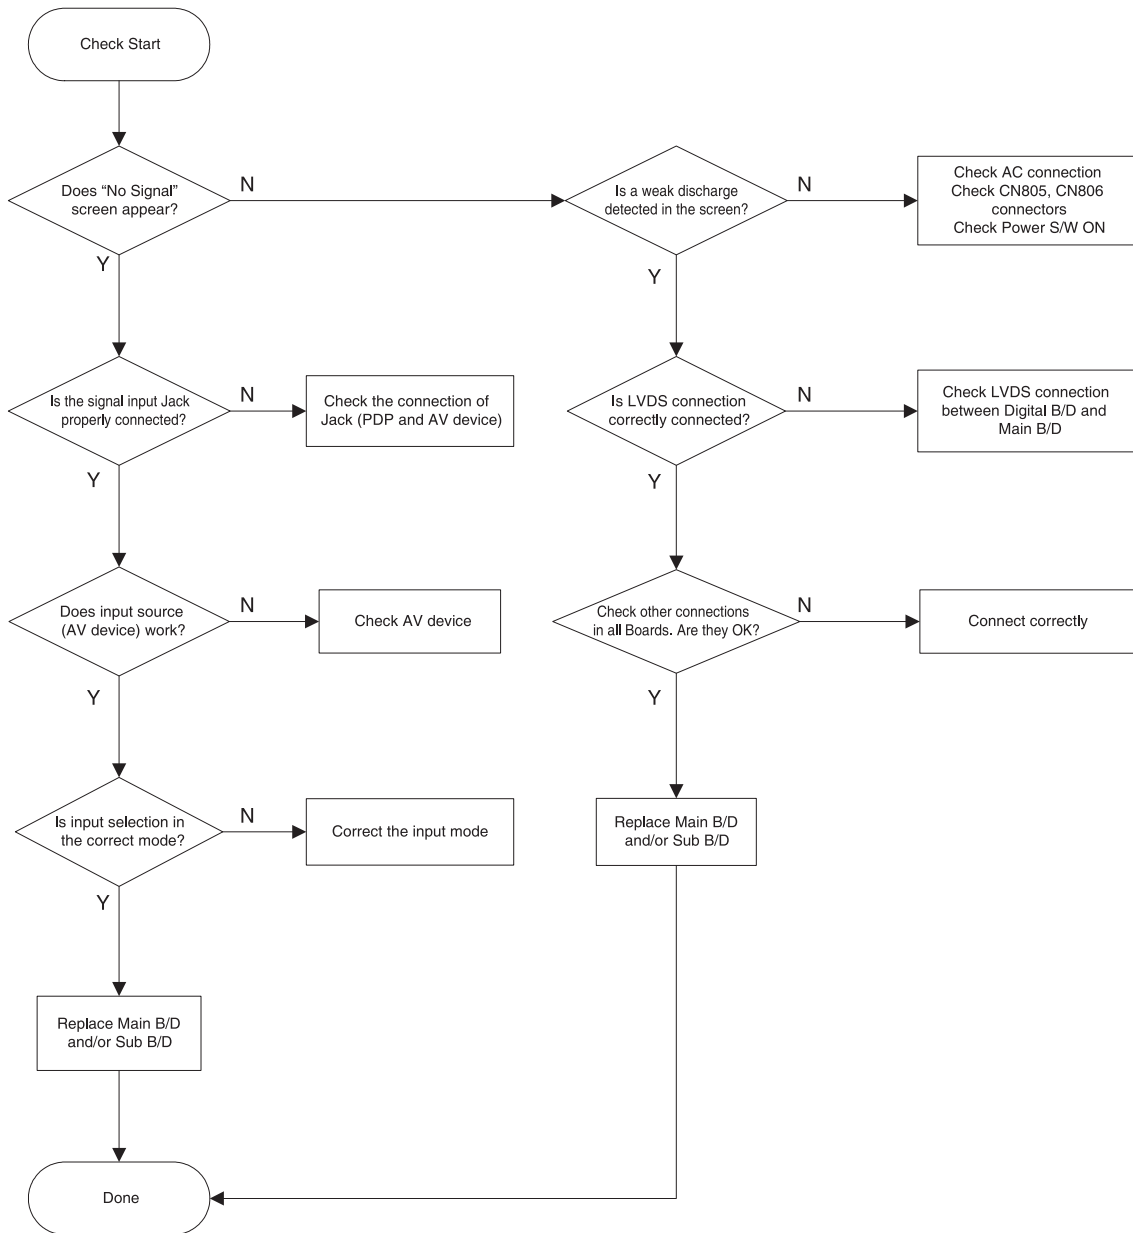 Check Start
Does “No Signal”
screen appear?
N
Y
Is a weak discharge
detected in the screen?
N
Y
Check AC connection
Check CN805, CN806
connectors
Check Power S/W ON
Is the signal input Jack
properly connected?
N
Y
Check the connection of
Jack (PDP and AV device)
Is LVDS connection
correctly connected?
N
Y
Check LVDS connection
between Digital B/D and
Main B/D
Does input source
(AV device) work?
N
Y
Check AV device
Check other connections
in all Boards. Are they OK?
N
Y
Connect correctly
Is input selection in
the correct mode?
N
Y
Correct the input mode
Replace Main B/D
and/or Sub B/D
Replace Main B/D
and/or Sub B/D
Done